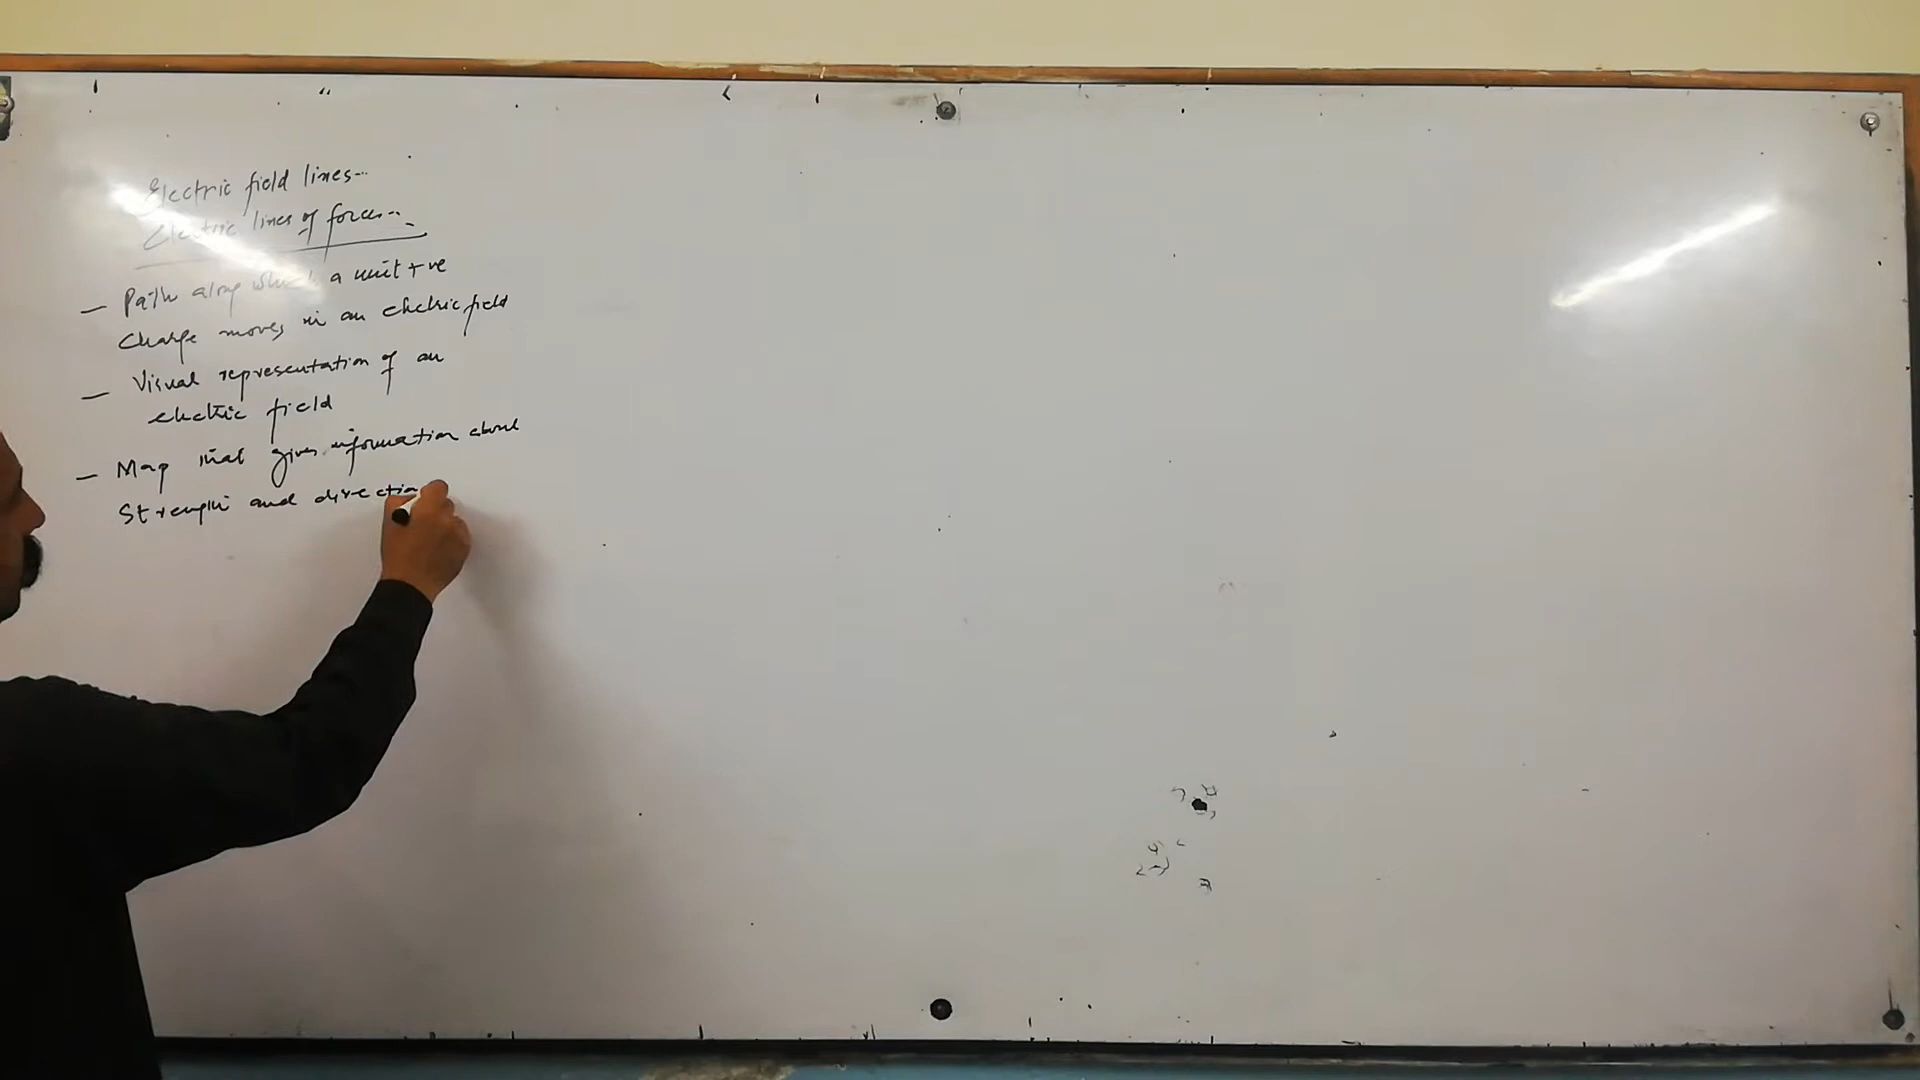 Electric field lines...
Electric lines of forces..
— Path along which a unit +ve
Charge moves in an electric field
— Visual representation of an
electric field
— Map that gives information about
Strength and direction